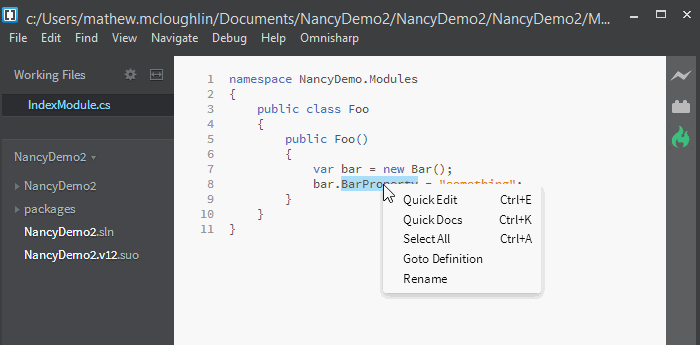 c:/Users/mathew.mcloughlin/Documents/NancyDemo2/NancyDemo2/NancyDemo2/M...
File Edit Find View Navigate Debug Help Omnisharp
Working Files
IndexModule.cs
NancyDemo2
NancyDemo2
packages
NancyDemo2.sln
NancyDemo2.v12.suo
1 namespace NancyDemo.Modules
2 {
3 public class Foo
4 {
5 public Foo()
6 {
7 var bar = new Bar();
8 bar.BarProperty = "something";
9 }
10 }
11 }
Quick Edit Ctrl+E
Quick Docs Ctrl+K
Select All Ctrl+A
Goto Definition
Rename